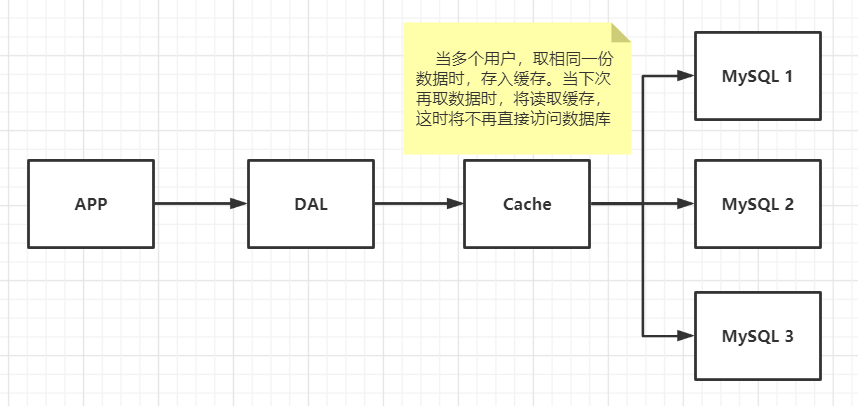 当多个用户，取相同一份
数据时，存入缓存。当下次
再取数据时，将读取缓存，
这时将不再直接访问数据库
MySQL 1
APP
DAL
Cache
MySQL 2
MySQL 3